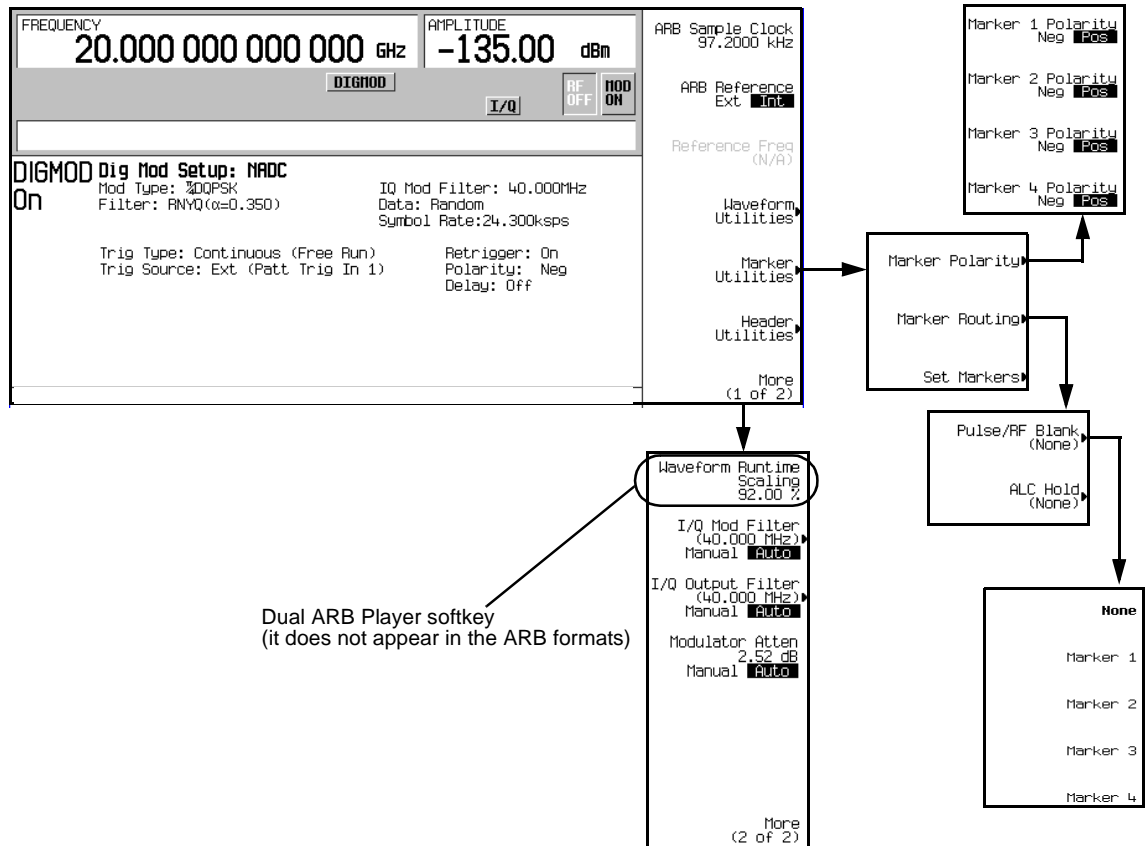 FREQUENCY
20.000 000 000 000 GHz
AMPLITUDE
-135.00 dBm
DIGMOD
I/Q
RF OFF
MOD ON
DIGMOD On
Dig Mod Setup: NADC
Mod Type: DQPSK
Filter: RNYQ(α=0.350)
IQ Mod Filter: 40.000MHz
Data: Random
Symbol Rate:24.300ksps
Trig Type: Continuous (Free Run)
Trig Source: Ext (Patt Trig In 1)
Retrigger: On
Polarity: Neg
Delay: Off
ARB Sample Clock
97.2000 kHz
ARB Reference
Ext Int
Reference Freq
(N/A)
Waveform
Utilities
Marker
Utilities
Header
Utilities
More
(1 of 2)
Marker Polarity
Marker Routing
Set Markers
Marker 1 Polarity
Neg Pos
Marker 2 Polarity
Neg Pos
Marker 3 Polarity
Neg Pos
Marker 4 Polarity
Neg Pos
Pulse/RF Blank
(None)
ALC Hold
(None)
None
Marker 1
Marker 2
Marker 3
Marker 4
Waveform Runtime
Scaling
92.00 %
I/Q Mod Filter
(40.000 MHz)
Manual Auto
I/Q Output Filter
(40.000 MHz)
Manual Auto
Modulator Atten
2.52 dB
Manual Auto
More
(2 of 2)
Dual ARB Player softkey
(it does not appear in the ARB formats)